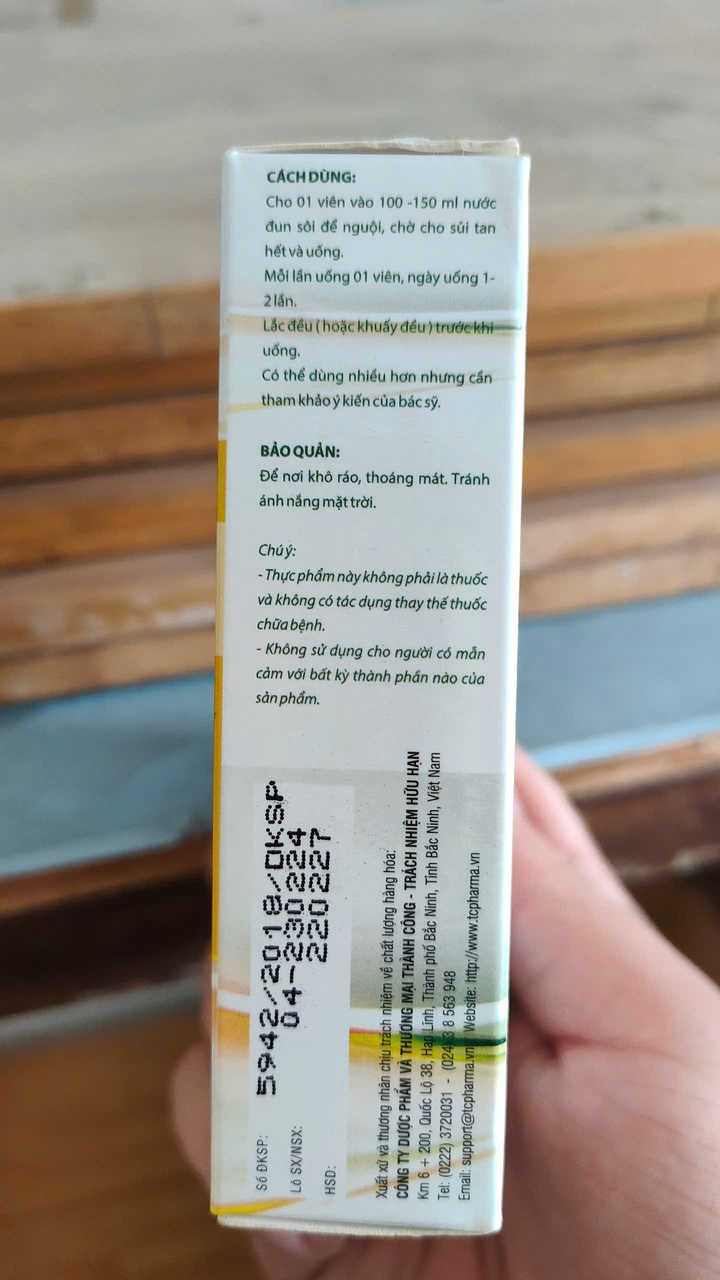 CÁCH DÙNG:
Cho 01 viên vào 100 -150 ml nước
đun sôi để nguội, chờ cho sủi tan
hết và uống.
Mỗi lần uống 01 viên, ngày uống 1-
2 lần.
Lắc đều ( hoặc khuấy đều ) trước khi
uống.
Có thể dùng nhiều hơn nhưng cần
tham khảo ý kiến của bác sỹ.
BẢO QUẢN:
Để nơi khô ráo, thoáng mát. Tránh
ánh nắng mặt trời.
Chú ý:
- Thực phẩm này không phải là thuốc
và không có tác dụng thay thế thuốc
chữa bệnh.
- Không sử dụng cho người có mẫn
cảm với bất kỳ thành phần nào của
sản phẩm.
Số ĐKSP: 5942/2018/DKSP
Lô SX/NSX: 04-230224
HSD: 220227
Xuất xứ và thương nhân chịu trách nhiệm về chất lượng hàng hóa:
CÔNG TY DƯỢC PHẨM VÀ THƯƠNG MẠI THÀNH CÔNG - TRÁCH NHIỆM HỮU HẠN
Km 6 + 200, Quốc Lộ 38, Hạp Lĩnh, Thành phố Bắc Ninh, Tỉnh Bắc Ninh, Việt Nam
Tel: (0222) 3720031 - (024) 3 8 563 948
Email: support@tcpharma.vn Website: http://www.tcpharma.vn